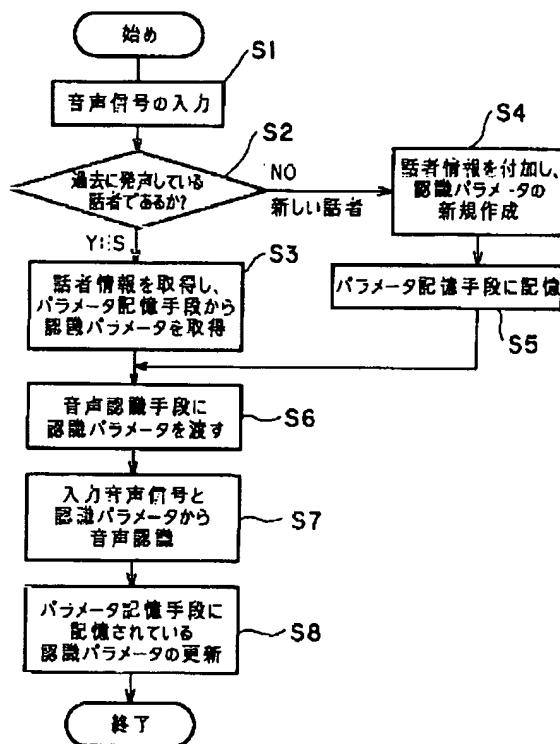 始め
S1
音声信号の入力
S2
過去に発声している
話者であるか?
NO
新しい話者
YES
S3
話者情報を取得し、
パラメータ記憶手段から
認識パラメータを取得
S4
話者情報を付加し、
認識パラメータの
新規作成
パラメータ記憶手段に記憶
S5
音声認識手段に
認識パラメータを渡す
S6
入力音声信号と
認識パラメータから
音声認識
S7
パラメータ記憶手段に
記憶されている
認識パラメータの更新
S8
終了